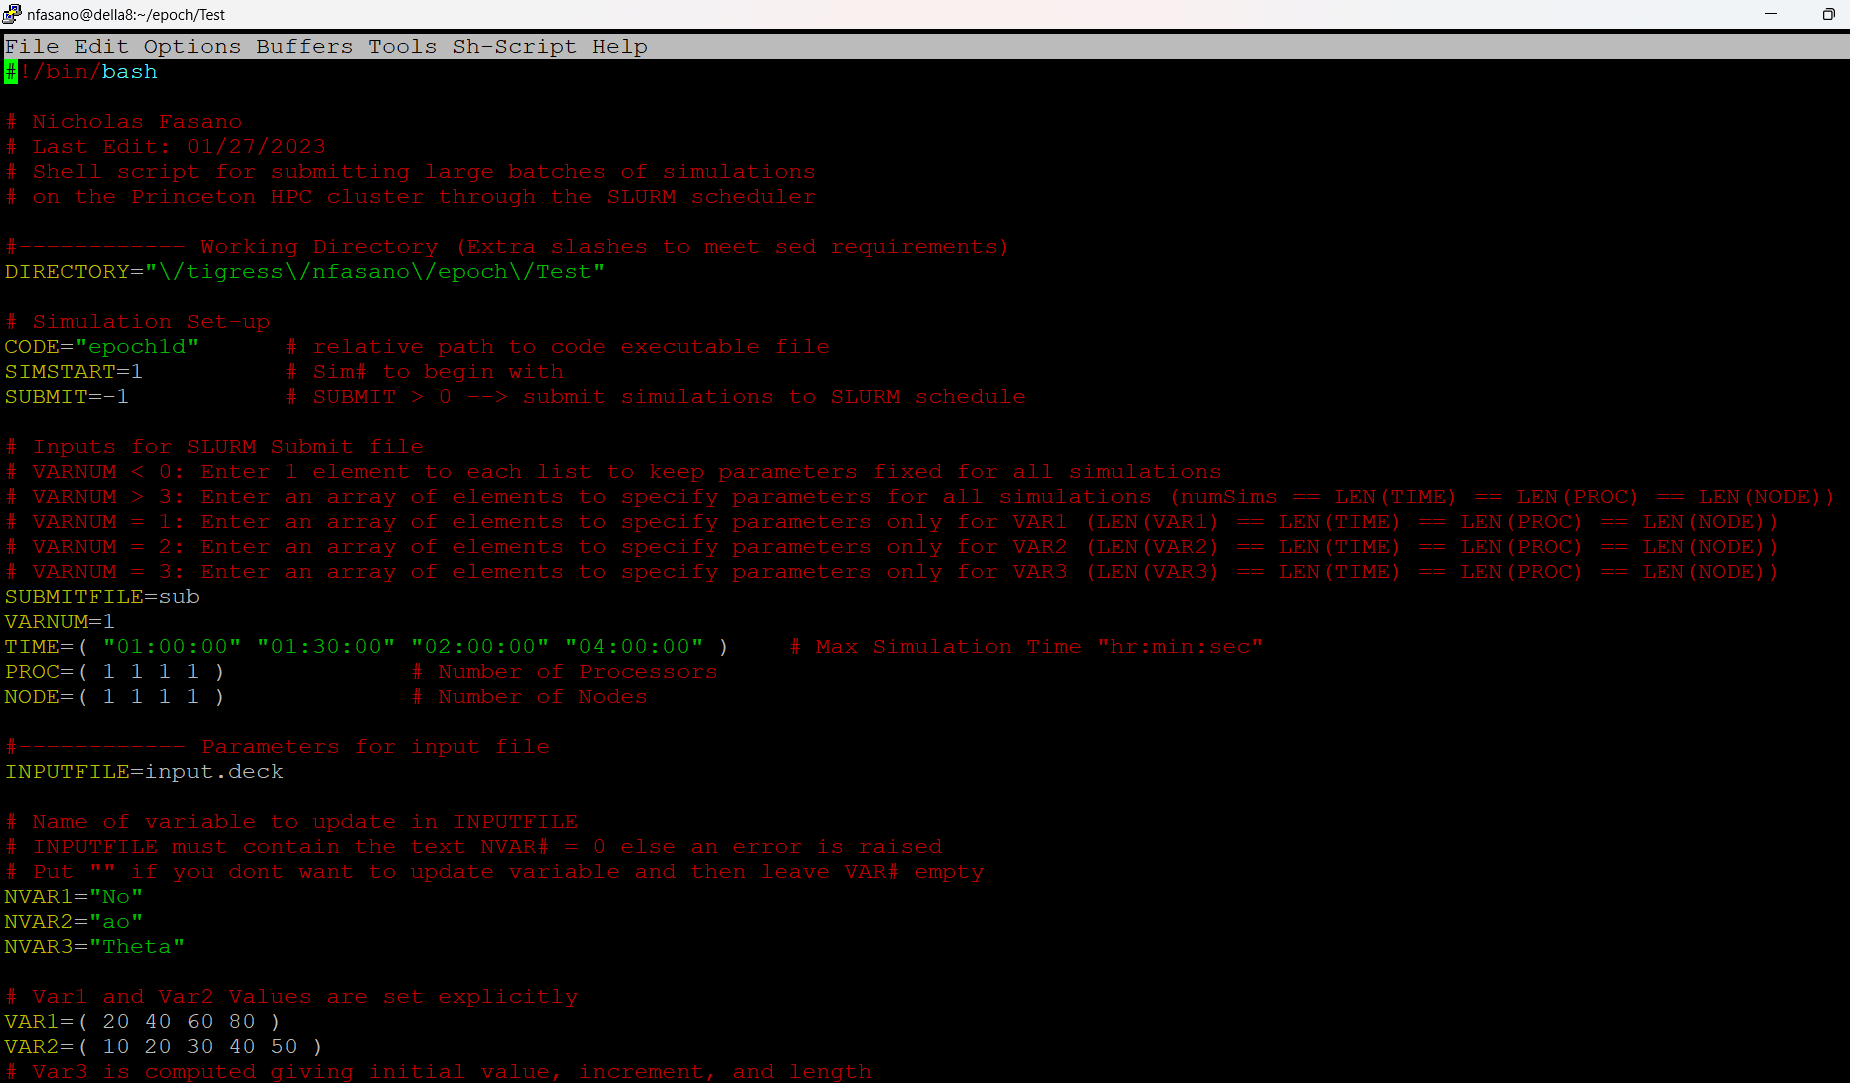 nfasano@della8:~/epoch/Test
File Edit Options Buffers Tools Sh-Script Help
#!/bin/bash
# Nicholas Fasano
# Last Edit: 01/27/2023
# Shell script for submitting large batches of simulations
# on the Princeton HPC cluster through the SLURM scheduler
#------------ Working Directory (Extra slashes to meet sed requirements)
DIRECTORY="\/tigress\/nfasano\/epoch\/Test"
# Simulation Set-up
CODE="epoch1d" # relative path to code executable file
SIMSTART=1 # Sim# to begin with
SUBMIT=-1 # SUBMIT > 0 --> submit simulations to SLURM schedule
# Inputs for SLURM Submit file
# VARNUM < 0: Enter 1 element to each list to keep parameters fixed for all simulations
# VARNUM > 3: Enter an array of elements to specify parameters for all simulations (numSims == LEN(TIME) == LEN(PROC) == LEN(NODE))
# VARNUM = 1: Enter an array of elements to specify parameters only for VAR1 (LEN(VAR1) == LEN(TIME) == LEN(PROC) == LEN(NODE))
# VARNUM = 2: Enter an array of elements to specify parameters only for VAR2 (LEN(VAR2) == LEN(TIME) == LEN(PROC) == LEN(NODE))
# VARNUM = 3: Enter an array of elements to specify parameters only for VAR3 (LEN(VAR3) == LEN(TIME) == LEN(PROC) == LEN(NODE))
SUBMITFILE=sub
VARNUM=1
TIME=( "01:00:00" "01:30:00" "02:00:00" "04:00:00" ) # Max Simulation Time "hr:min:sec"
PROC=( 1 1 1 1 ) # Number of Processors
NODE=( 1 1 1 1 ) # Number of Nodes
#------------ Parameters for input file
INPUTFILE=input.deck
# Name of variable to update in INPUTFILE
# INPUTFILE must contain the text NVAR# = 0 else an error is raised
# Put "" if you dont want to update variable and then leave VAR# empty
NVAR1="No"
NVAR2="ao"
NVAR3="Theta"
# Var1 and Var2 Values are set explicitly
VAR1=( 20 40 60 80 )
VAR2=( 10 20 30 40 50 )
# Var3 is computed giving initial value, increment, and length